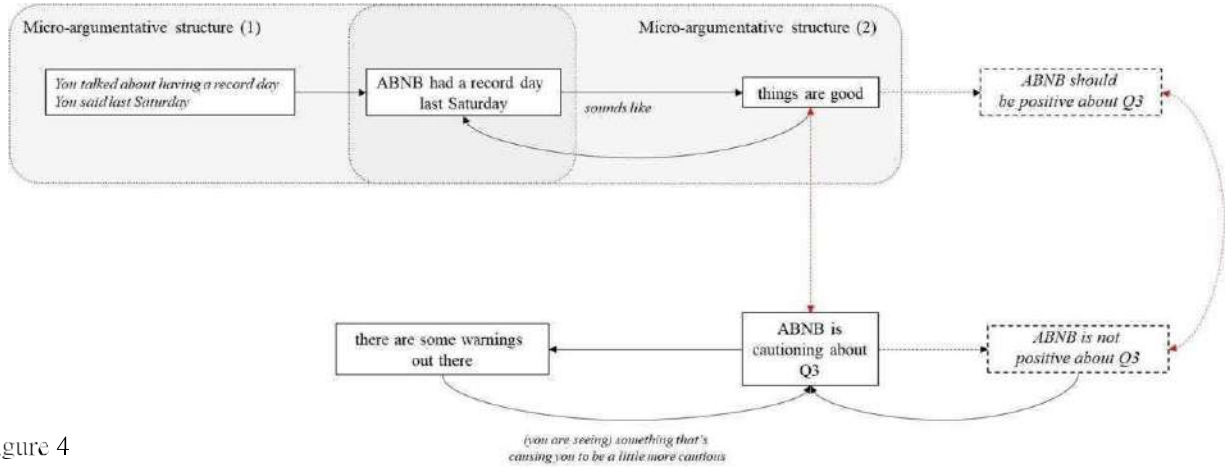 Micro-argumentative structure (1)
Micro-argumentative structure (2)
You talked about having a record day
You said last Saturday
ABNB had a record day
last Saturday
sounds like
things are good
ABNB should
be positive about Q3
there are some warnings
out there
ABNB is
cautioning about
Q3
ABNB is not
positive about Q3
(you are seeing) something that's
causing you to be a little more cautious
gure 4